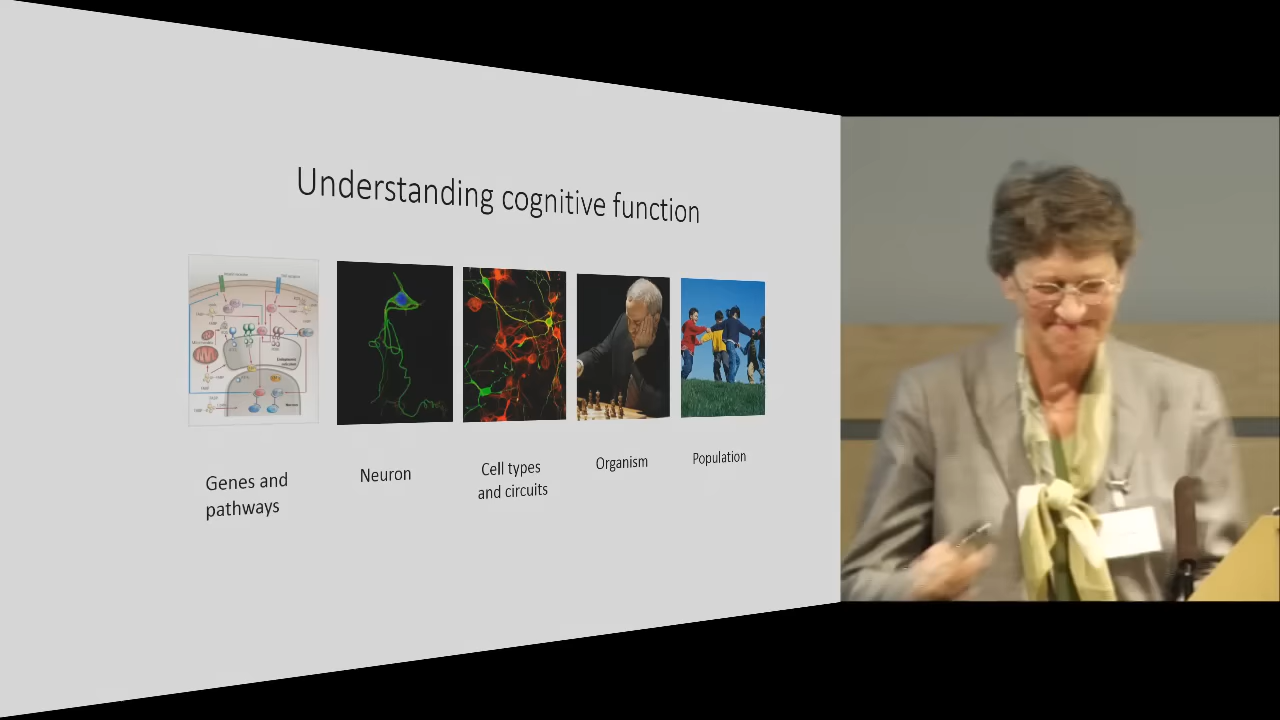 Understanding cognitive function
Genes and
pathways
Neuron
Cell types
and circuits
Organism
Population